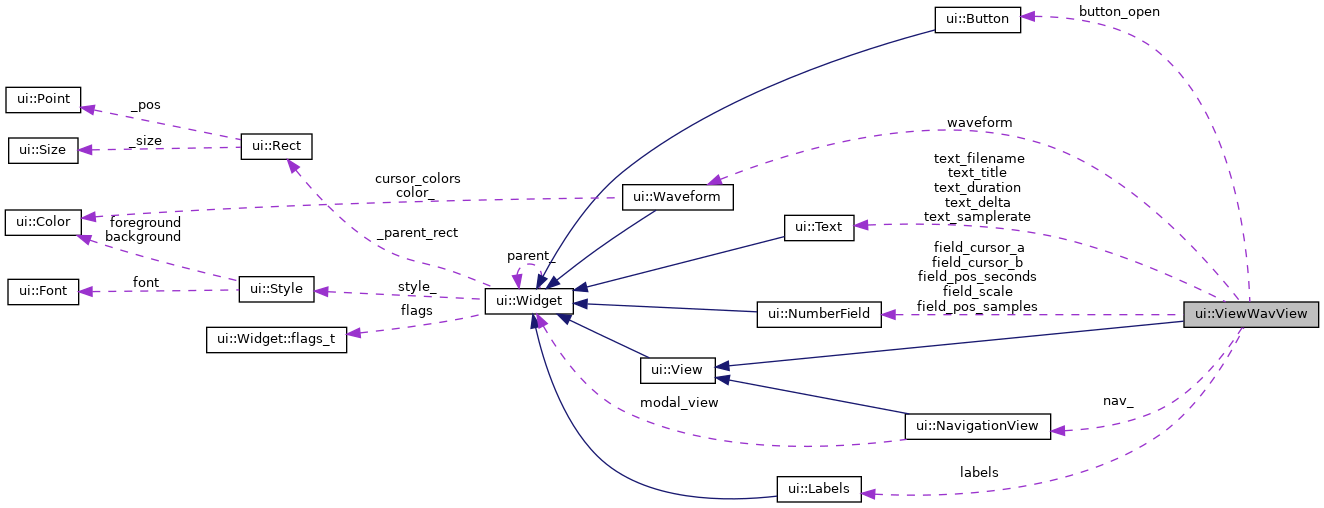 ui::Button
button_open
ui::Point
_pos
waveform
ui::Size
_size
ui::Rect
text_filename
text_title
text_duration
text_delta
text_samplerate
cursor_colors
color_
ui::Waveform
ui::Color
foreground
background
_parent_rect
ui::Text
field_cursor_a
field_cursor_b
field_pos_seconds
field_scale
field_pos_samples
parent_
ui::Font
font
ui::Style
style_
ui::Widget
flags
ui::NumberField
ui::ViewWavView
ui::Widget::flags_t
ui::View
modal_view
nav_
ui::NavigationView
labels
ui::Labels